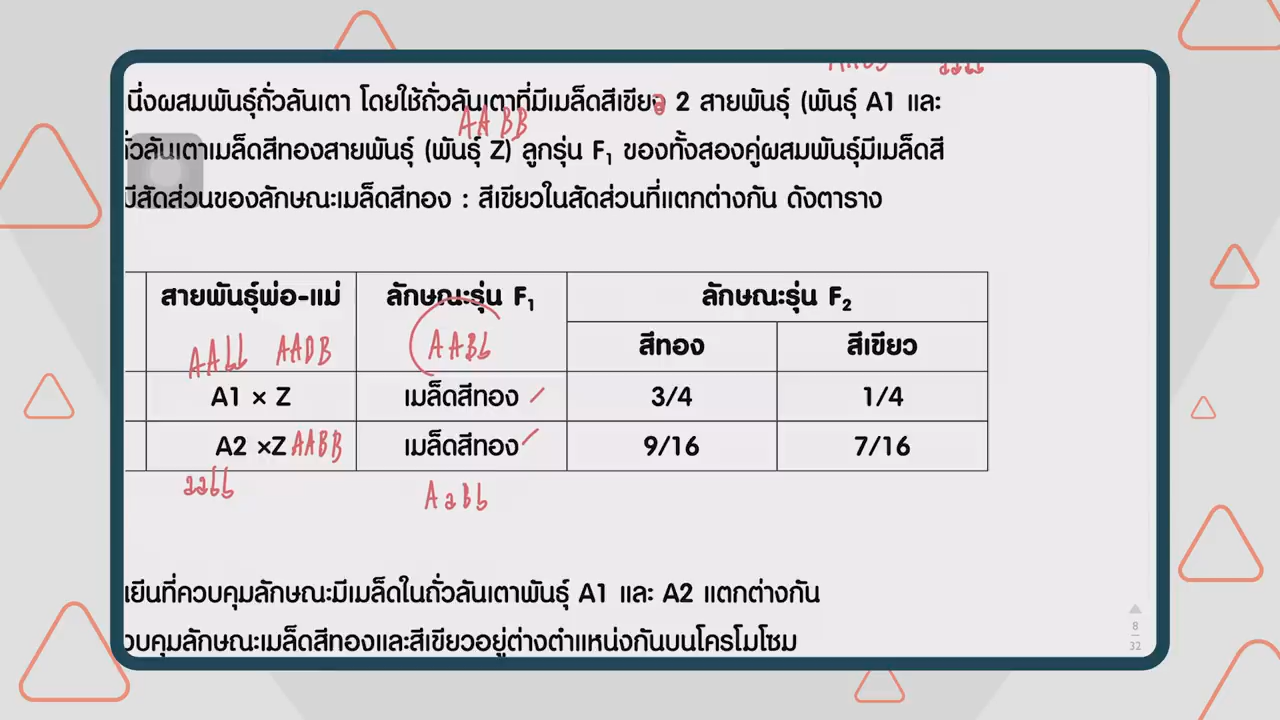 นึ่งผสมพันธุ์ถั่วลันเตา โดยใช้ถั่วลันเตาที่มีเมล็ดสีเขียว 2 สายพันธุ์ (พันธุ์ A1 และ
AABB
ถั่วลันเตาเมล็ดสีทองสายพันธุ์ (พันธุ์ Z) ลูกรุ่น F₁ ของทั้งสองคู่ผสมพันธุ์มีเมล็ดสี
มีสัดส่วนของลักษณะเมล็ดสีทอง : สีเขียวในสัดส่วนที่แตกต่างกัน ดังตาราง
สายพันธุ์พ่อ-แม่ ลักษณะรุ่น F₁ ลักษณะรุ่น F₂
AAbb AABB AABb สีทอง สีเขียว
A1 × Z เมล็ดสีทอง 3/4 1/4
A2 ×Z AABB เมล็ดสีทอง 9/16 7/16
aabb AaBb
ยีนที่ควบคุมลักษณะมีเมล็ดในถั่วลันเตาพันธุ์ A1 และ A2 แตกต่างกัน
วบคุมลักษณะเมล็ดสีทองและสีเขียวอยู่ต่างตำแหน่งกันบนโครโมโซม
8
32